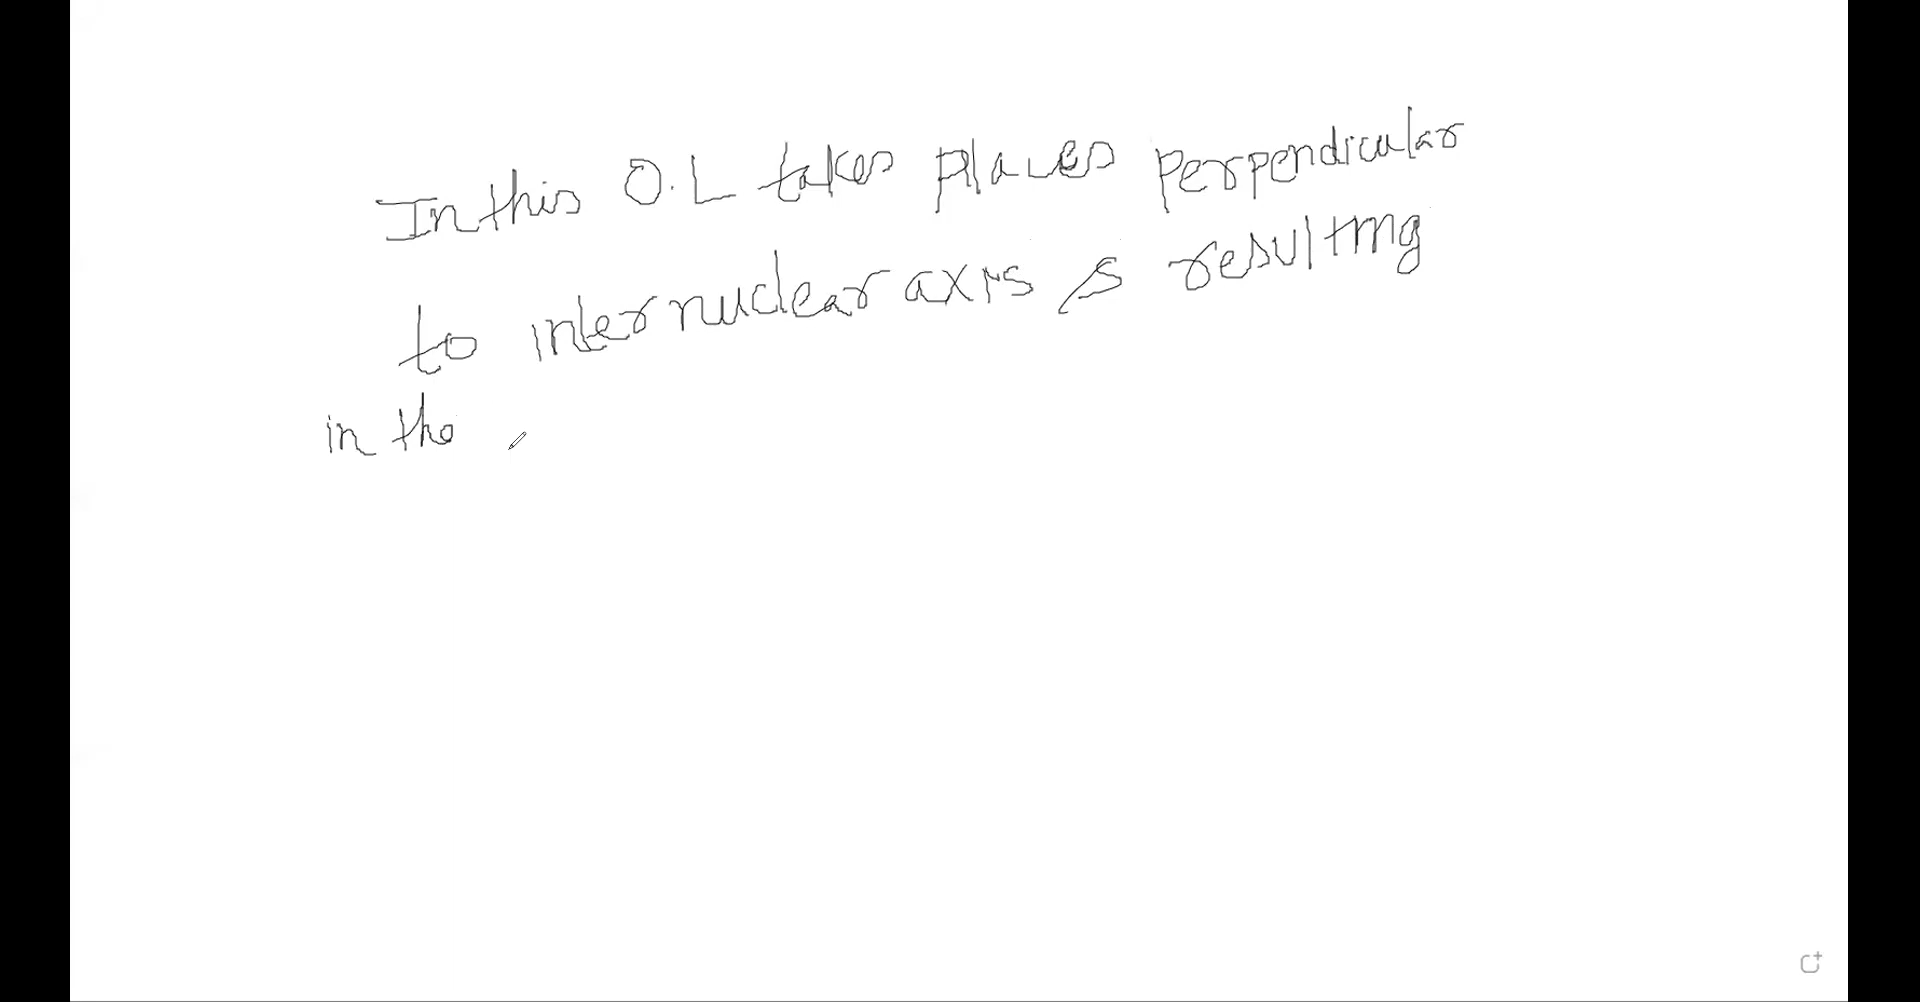 In this O.L takes places perpendicular
to internuclear axis & resulting
in the